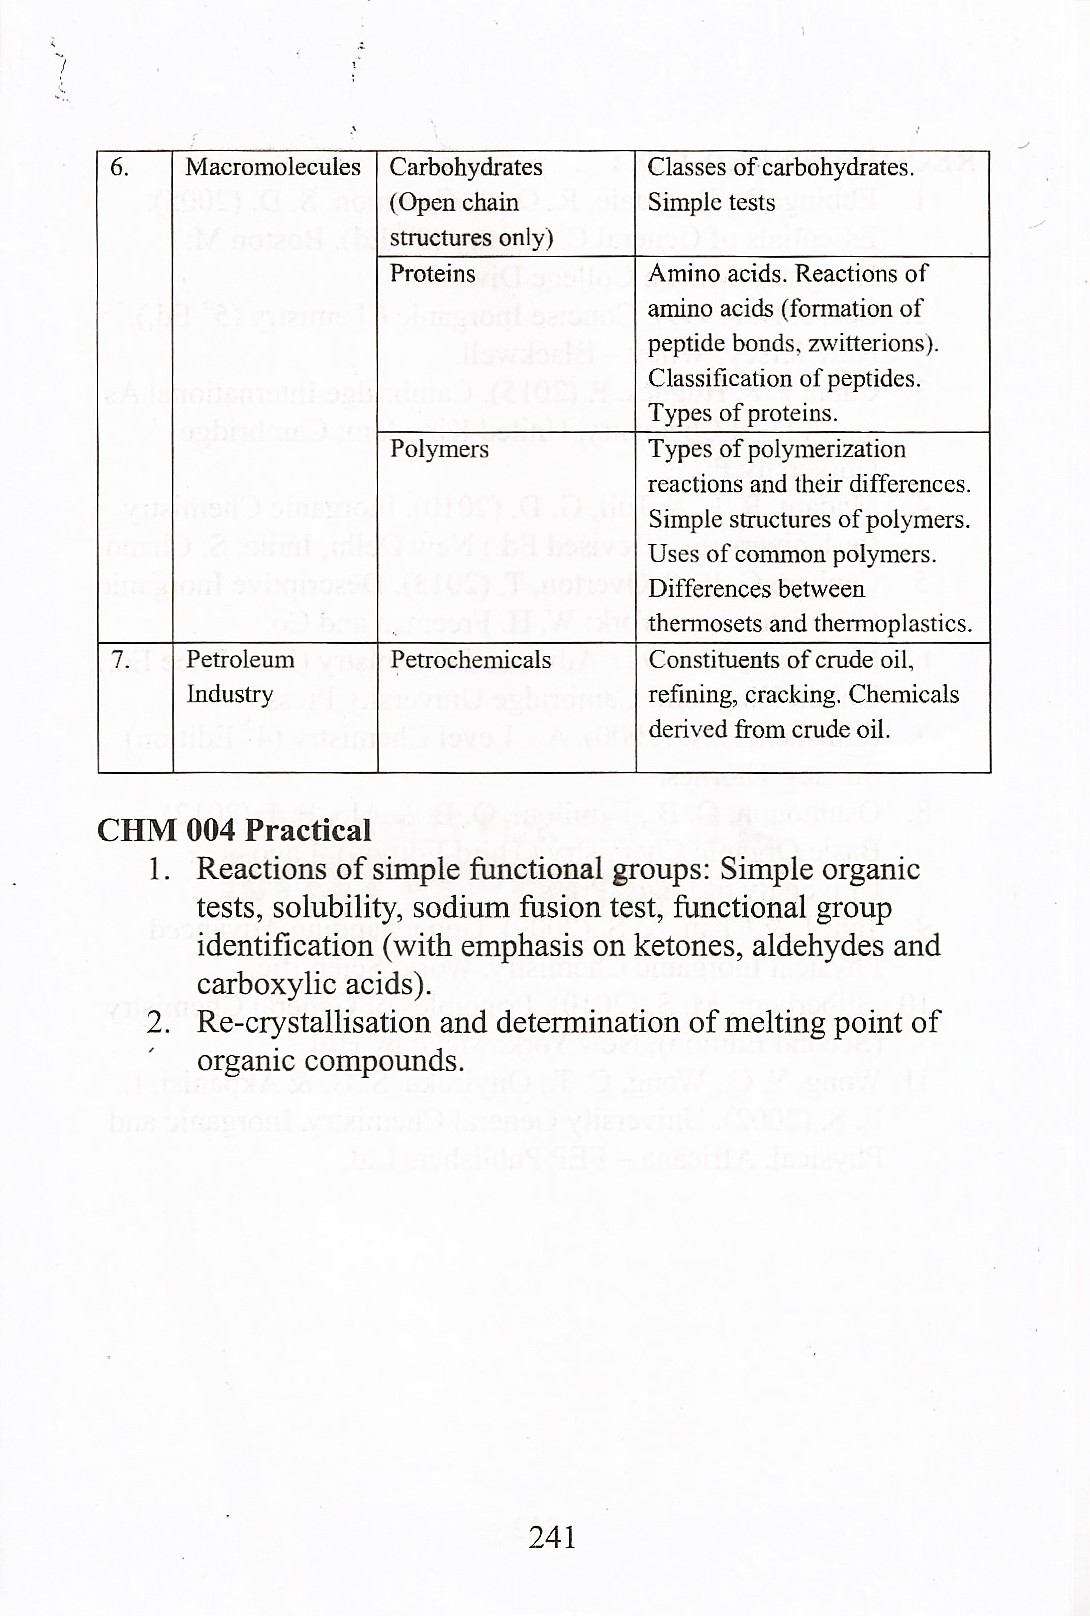 6. Macromolecules Carbohydrates Classes of carbohydrates.
(Open chain Simple tests
structures only)
Proteins Amino acids. Reactions of
amino acids (formation of
peptide bonds, zwitterions).
Classification of peptides.
Types of proteins.
Polymers Types of polymerization
reactions and their differences.
Simple structures of polymers.
Uses of common polymers.
Differences between
thermosets and thermoplastics.
7. Petroleum Petrochemicals Constituents of crude oil,
Industry refining, cracking. Chemicals
derived from crude oil.
CHM 004 Practical
1. Reactions of simple functional groups: Simple organic
tests, solubility, sodium fusion test, functional group
identification (with emphasis on ketones, aldehydes and
carboxylic acids).
2. Re-crystallisation and determination of melting point of
organic compounds.
241